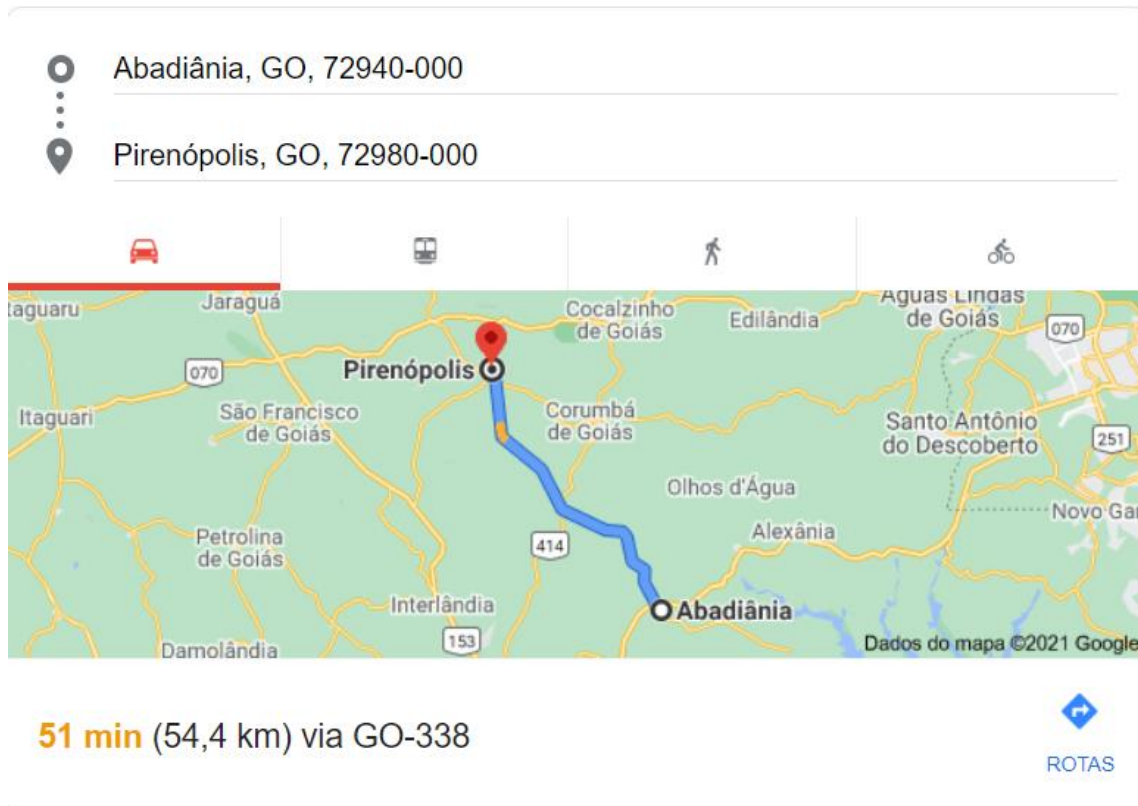 Abadiânia, GO, 72940-000
Pirenópolis, GO, 72980-000
Jaraguá
Cocalzinho
de Goiás
Edilândia
Águas Lindas
de Goiás
070
070
Pirenópolis
Itaguari
São Francisco
de Goiás
Corumbá
de Goiás
Santo Antônio
do Descoberto
251
Olhos d'Água
Novo Gar
Petrolina
de Goiás
414
Alexânia
Interlândia
Abadiânia
153
Damolândia
Dados do mapa ©2021 Google
51 min (54,4 km) via GO-338
ROTAS